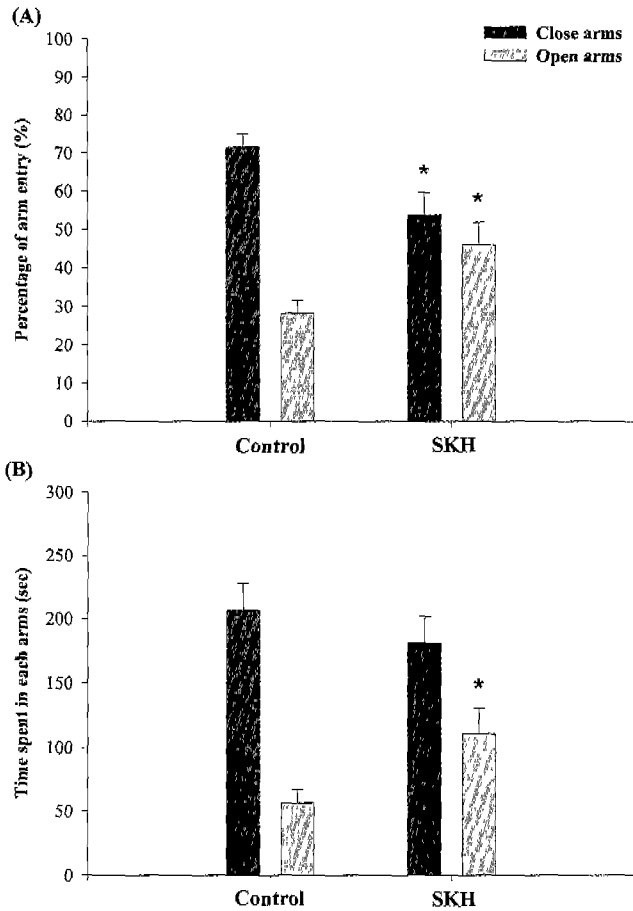 (A)
Close arms
Open arms
Percentage of arm entry (%)
100
90
80
70
60
50
40
30
20
10
0
*
*
Control SKH
(B)
Time spent in each arms (sec)
300
250
200
150
100
50
0
*
Control SKH